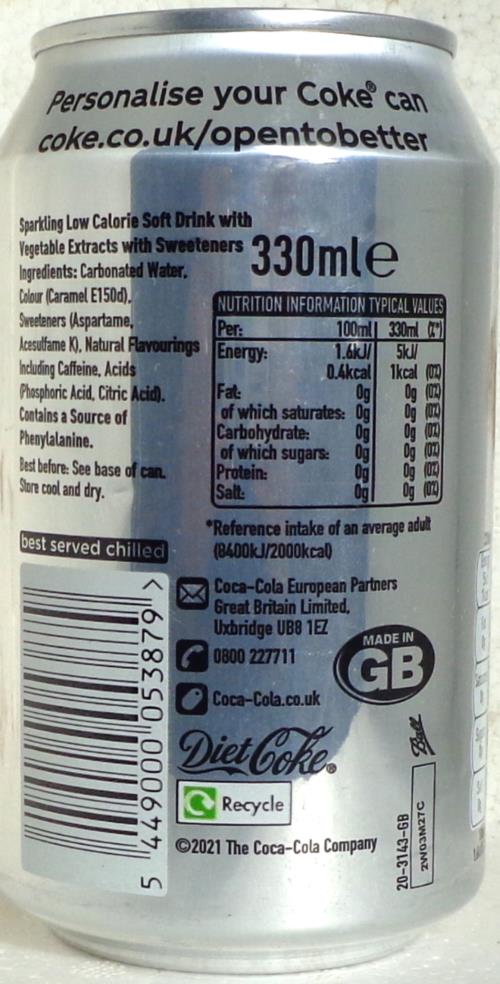 Personalise your Coke® can
coke.co.uk/opentobetter
Sparkling Low Calorie Soft Drink with
Vegetable Extracts with Sweeteners
Ingredients: Carbonated Water,
Colour (Caramel E150d),
Sweeteners (Aspartame,
Acesulfame K), Natural Flavourings
Including Caffeine, Acids
(Phosphoric Acid, Citric Acid).
Contains a Source of
Phenylalanine.
Best before: See base of can.
Store cool and dry.
best served chilled
330ml e
NUTRITION INFORMATION TYPICAL VALUES
Per: 100ml 330ml (%*)
Energy: 1.6kJ/ 5kJ/
0.4kcal 1kcal (0%)
Fat: 0g 0g (0%)
of which saturates: 0g 0g (0%)
Carbohydrate: 0g 0g (0%)
of which sugars: 0g 0g (0%)
Protein: 0g 0g (0%)
Salt: 0g 0g (0%)
*Reference intake of an average adult
(8400kJ/2000kcal)
Coca-Cola European Partners
Great Britain Limited,
Uxbridge UB8 1EZ
0800 227711
Coca-Cola.co.uk
MADE IN
GB
Diet Coke®
Recycle
©2021 The Coca-Cola Company
5 449000 053879 >
Ball
20-3143-GB
2W03M27C